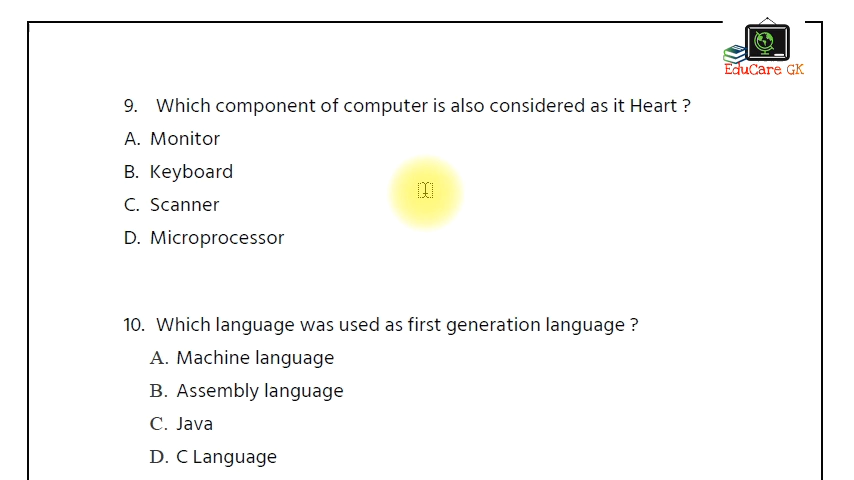 EduCare GK
9. Which component of computer is also considered as it Heart ?
A. Monitor
B. Keyboard
C. Scanner
D. Microprocessor
10. Which language was used as first generation language ?
A. Machine language
B. Assembly language
C. Java
D. C Language